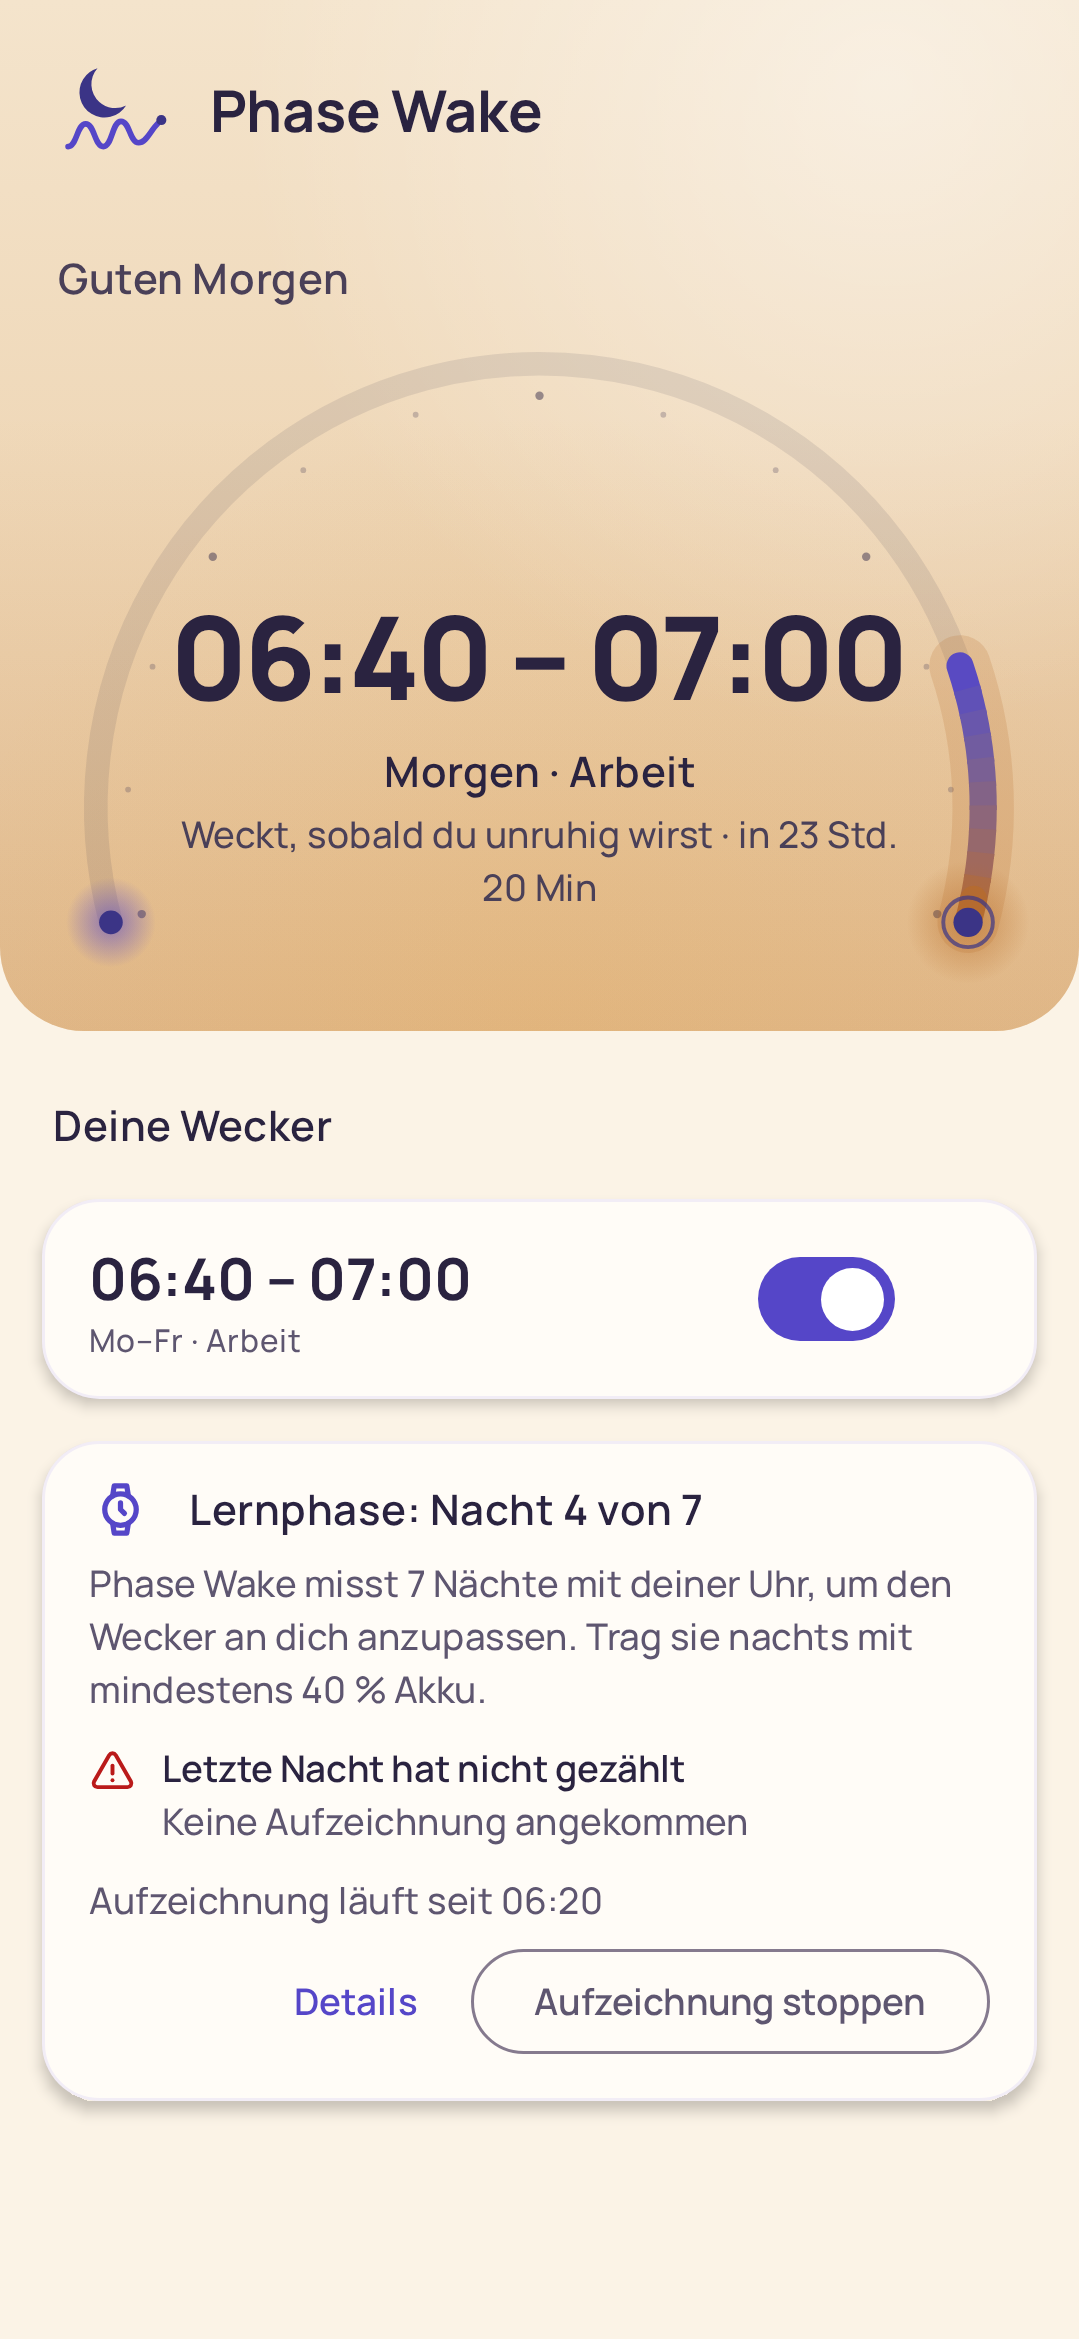 Phase Wake
Guten Morgen
06:40 – 07:00
Morgen · Arbeit
Weckt, sobald du unruhig wirst · in 23 Std.
20 Min
Deine Wecker
06:40 – 07:00
Mo–Fr · Arbeit
Lernphase: Nacht 4 von 7
Phase Wake misst 7 Nächte mit deiner Uhr, um den
Wecker an dich anzupassen. Trag sie nachts mit
mindestens 40 % Akku.
Letzte Nacht hat nicht gezählt
Keine Aufzeichnung angekommen
Aufzeichnung läuft seit 06:20
Details
Aufzeichnung stoppen